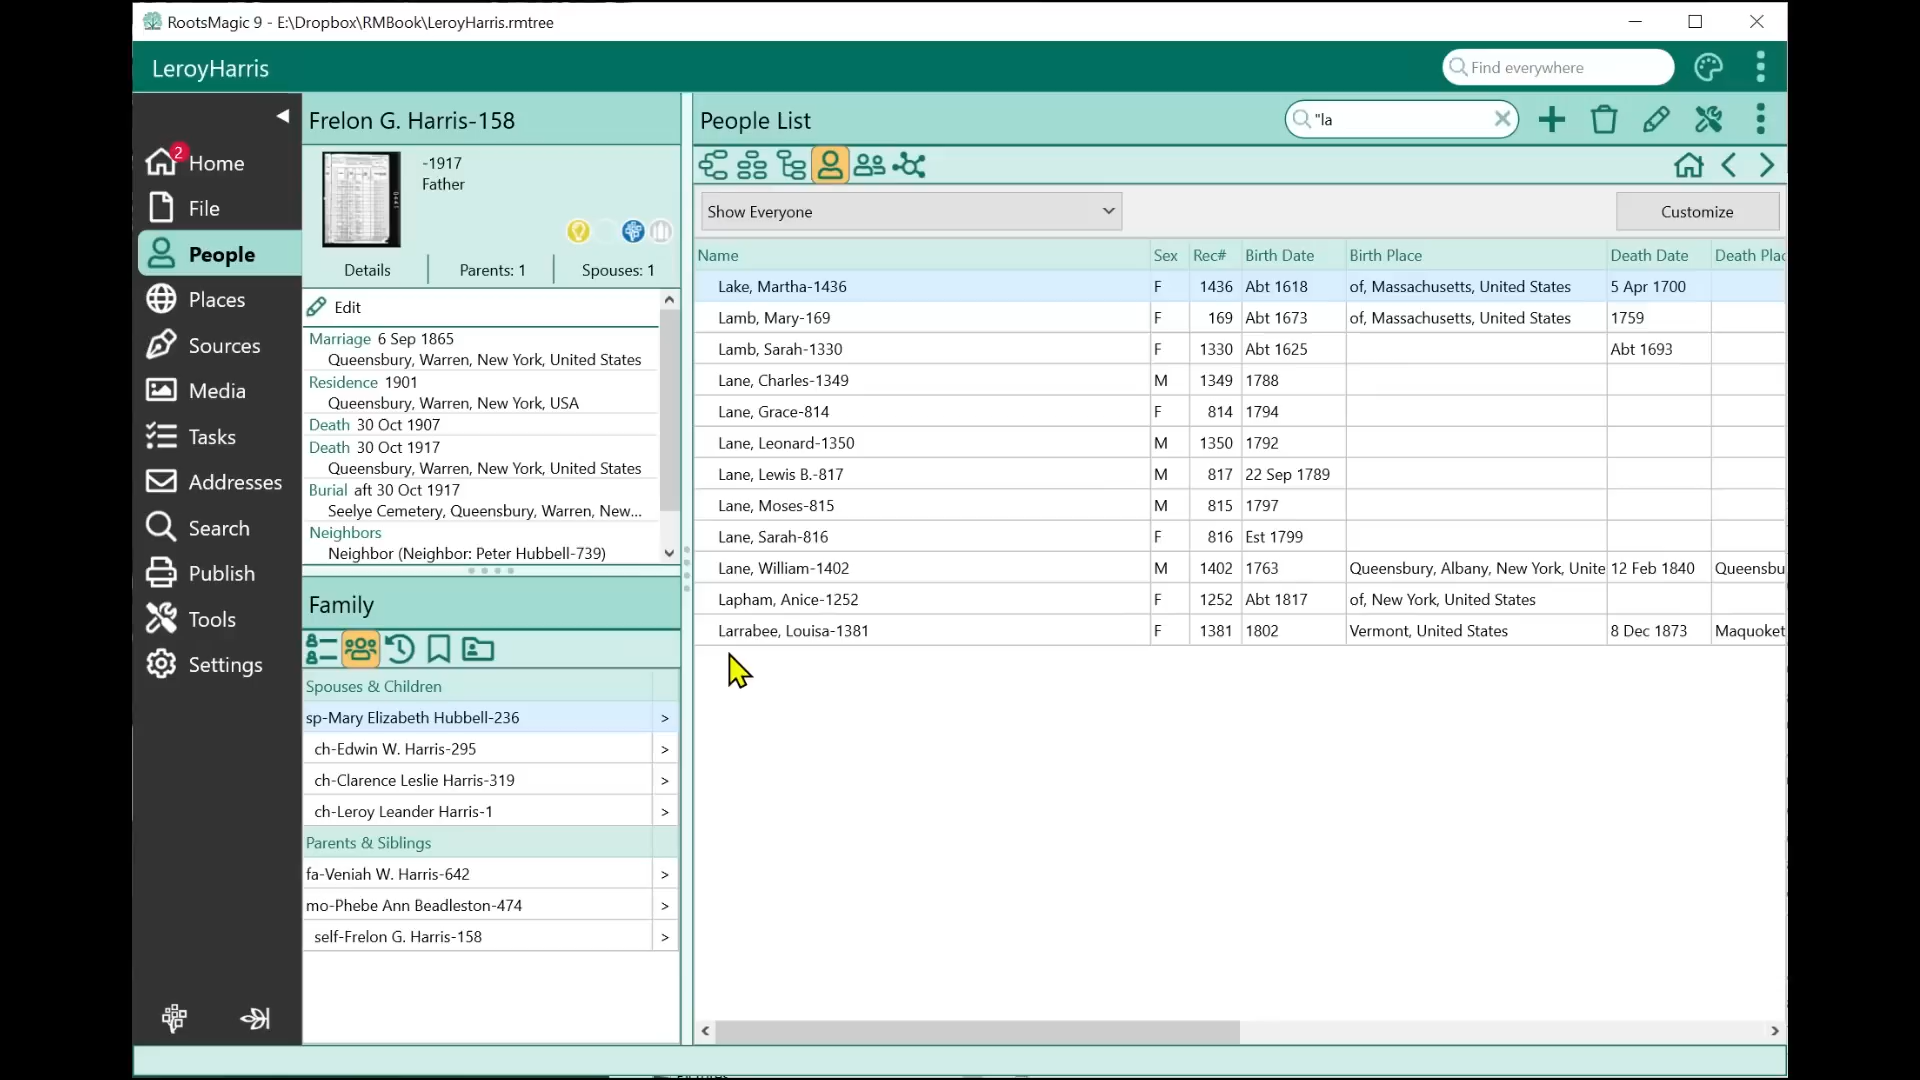 RootsMagic 9 - E:\Dropbox\RMBook\LeroyHarris.rmtree
LeroyHarris
Find everywhere
2
Home
File
People
Places
Sources
Media
Tasks
Addresses
Search
Publish
Tools
Settings
Frelon G. Harris-158
-1917
Father
Details
Parents: 1
Spouses: 1
Edit
Marriage 6 Sep 1865
Queensbury, Warren, New York, United States
Residence 1901
Queensbury, Warren, New York, USA
Death 30 Oct 1907
Death 30 Oct 1917
Queensbury, Warren, New York, United States
Burial aft 30 Oct 1917
Seelye Cemetery, Queensbury, Warren, New...
Neighbors
Neighbor (Neighbor: Peter Hubbell-739)
Family
Spouses & Children
sp-Mary Elizabeth Hubbell-236 >
ch-Edwin W. Harris-295 >
ch-Clarence Leslie Harris-319 >
ch-Leroy Leander Harris-1 >
Parents & Siblings
fa-Veniah W. Harris-642 >
mo-Phebe Ann Beadleston-474 >
self-Frelon G. Harris-158 >
People List
"la
Show Everyone
Customize
Name Sex Rec# Birth Date Birth Place Death Date Death Plac
Lake, Martha-1436 F 1436 Abt 1618 of, Massachusetts, United States 5 Apr 1700
Lamb, Mary-169 F 169 Abt 1673 of, Massachusetts, United States 1759
Lamb, Sarah-1330 F 1330 Abt 1625 Abt 1693
Lane, Charles-1349 M 1349 1788
Lane, Grace-814 F 814 1794
Lane, Leonard-1350 M 1350 1792
Lane, Lewis B.-817 M 817 22 Sep 1789
Lane, Moses-815 M 815 1797
Lane, Sarah-816 F 816 Est 1799
Lane, William-1402 M 1402 1763 Queensbury, Albany, New York, Unite 12 Feb 1840 Queensbu
Lapham, Anice-1252 F 1252 Abt 1817 of, New York, United States
Larrabee, Louisa-1381 F 1381 1802 Vermont, United States 8 Dec 1873 Maquoket